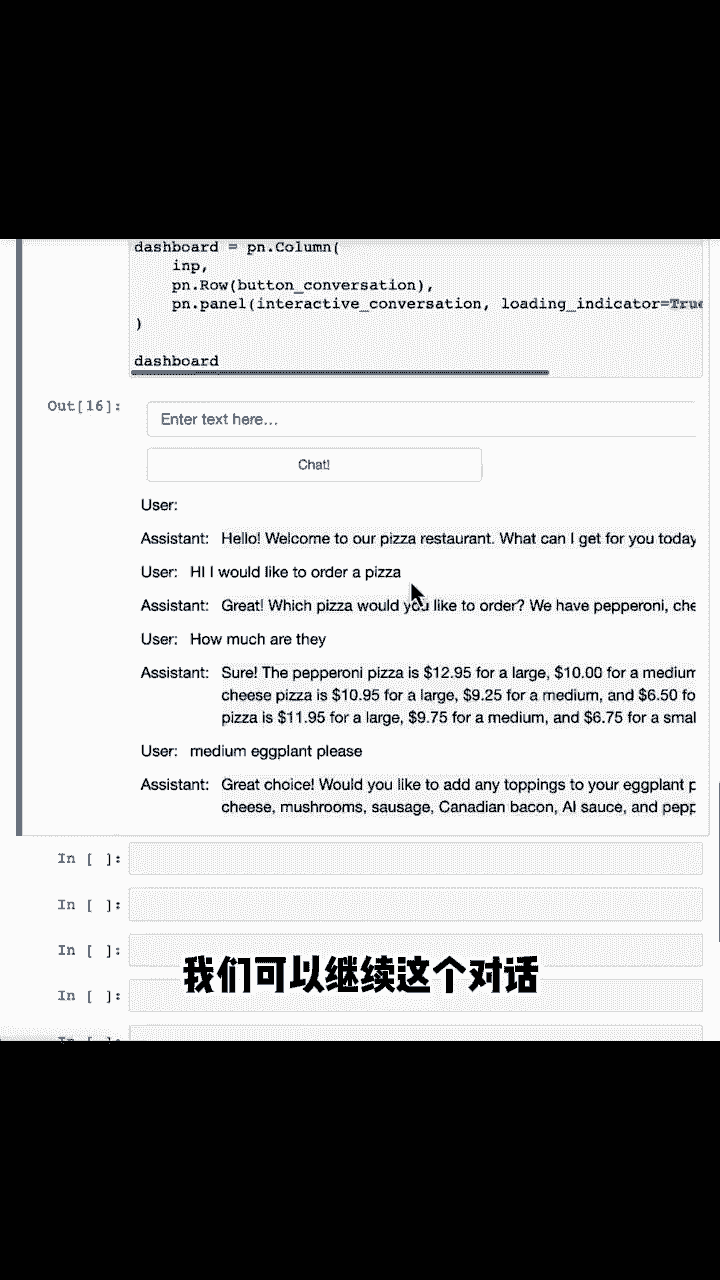 dashboard = pn.Column(
inp,
pn.Row(button_conversation),
pn.panel(interactive_conversation, loading_indicator=True
)
dashboard
Out[16]:
Enter text here…
Chat!
User:
Assistant: Hello! Welcome to our pizza restaurant. What can I get for you today
User: HI I would like to order a pizza
Assistant: Great! Which pizza would you like to order? We have pepperoni, che
User: How much are they
Assistant: Sure! The pepperoni pizza is $12.95 for a large, $10.00 for a medium
cheese pizza is $10.95 for a large, $9.25 for a medium, and $6.50 fo
pizza is $11.95 for a large, $9.75 for a medium, and $6.75 for a smal
User: medium eggplant please
Assistant: Great choice! Would you like to add any toppings to your eggplant p
cheese, mushrooms, sausage, Canadian bacon, AI sauce, and pepp
In [ ]:
In [ ]:
In [ ]:
我们可以继续这个对话
In [ ]:
In [ ]: